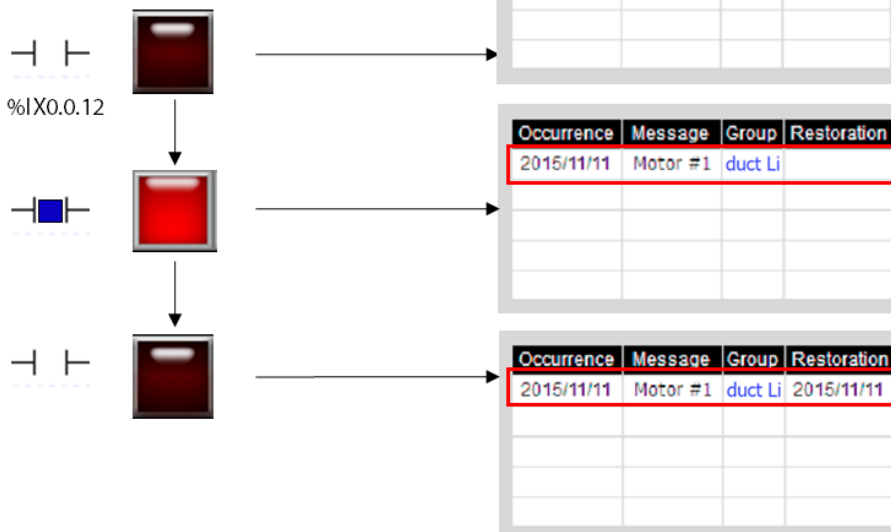 %IX0.0.12
Occurrence Message Group Restoration
2015/11/11 Motor #1 duct Li
Occurrence Message Group Restoration
2015/11/11 Motor #1 duct Li 2015/11/11